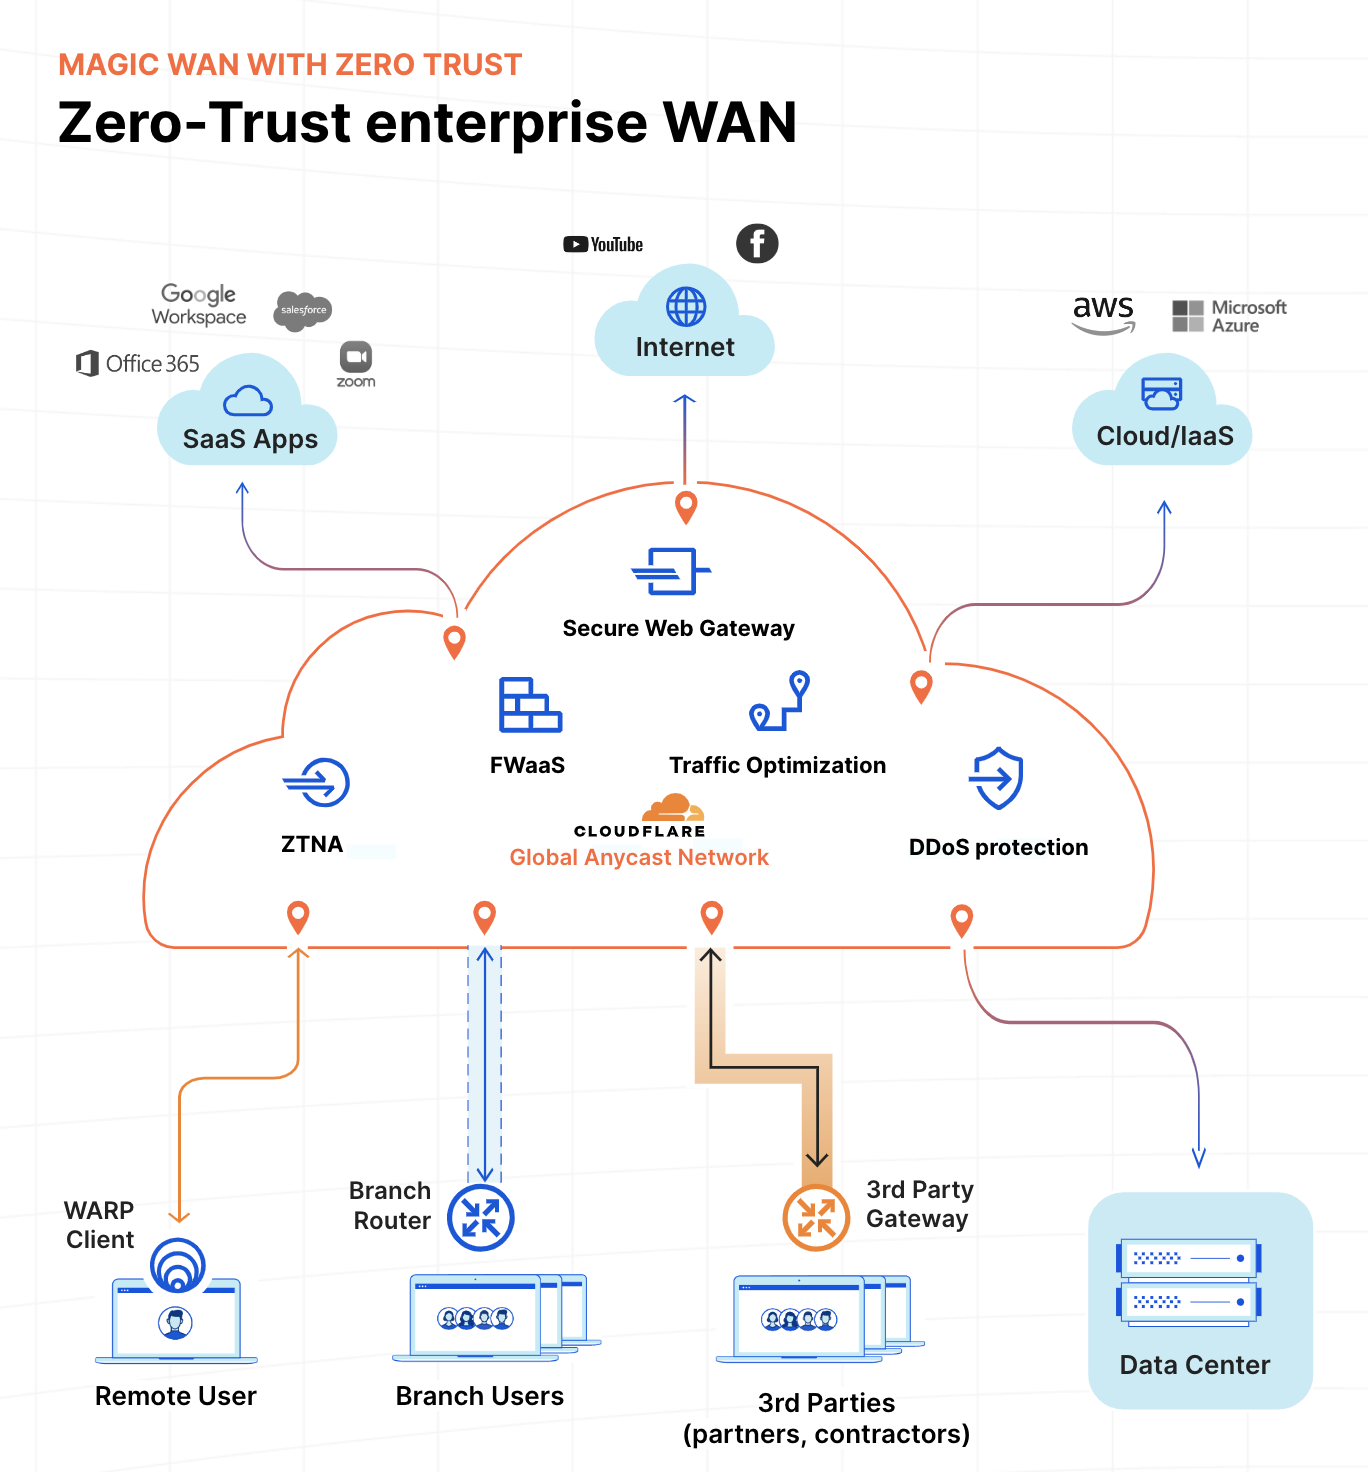 MAGIC WAN WITH ZERO TRUST
Zero-Trust enterprise WAN
YouTube
f
Internet
Google
Workspace
salesforce
Office 365
zoom
SaaS Apps
aws
Microsoft
Azure
Cloud/IaaS
Secure Web Gateway
FWaaS
Traffic Optimization
ZTNA
DDoS protection
CLOUDFLARE
Global Anycast Network
WARP
Client
Branch
Router
3rd Party
Gateway
Remote User
Branch Users
3rd Parties
(partners, contractors)
Data Center